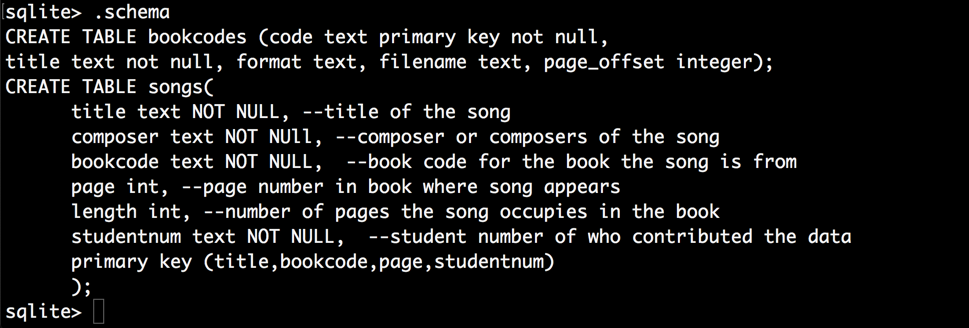 sqlite> .schema
CREATE TABLE bookcodes (code text primary key not null,
title text not null, format text, filename text, page_offset integer);
CREATE TABLE songs(
title text NOT NULL, --title of the song
composer text NOT NUll, --composer or composers of the song
bookcode text NOT NULL,  --book code for the book the song is from
page int, --page number in book where song appears
length int, --number of pages the song occupies in the book
studentnum text NOT NULL,  --student number of who contributed the data
primary key (title,bookcode,page,studentnum)
);
sqlite>